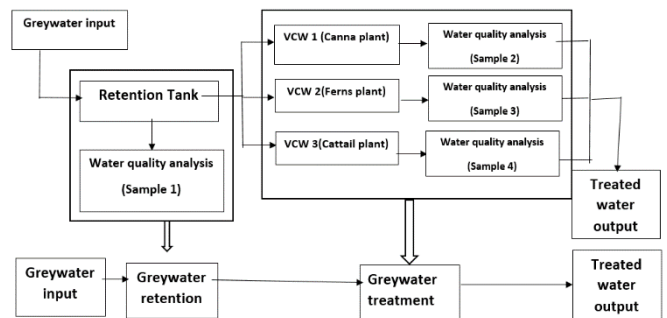 Greywater input
Retention Tank
Water quality analysis
(Sample 1)
VCW 1 (Canna plant)
Water quality analysis
(Sample 2)
VCW 2(Ferns plant)
Water quality analysis
(Sample 3)
VCW 3(Cattail plant)
Water quality analysis
(Sample 4)
Treated
water
output
Greywater
input
Greywater
retention
Greywater
treatment
Treated
water
output